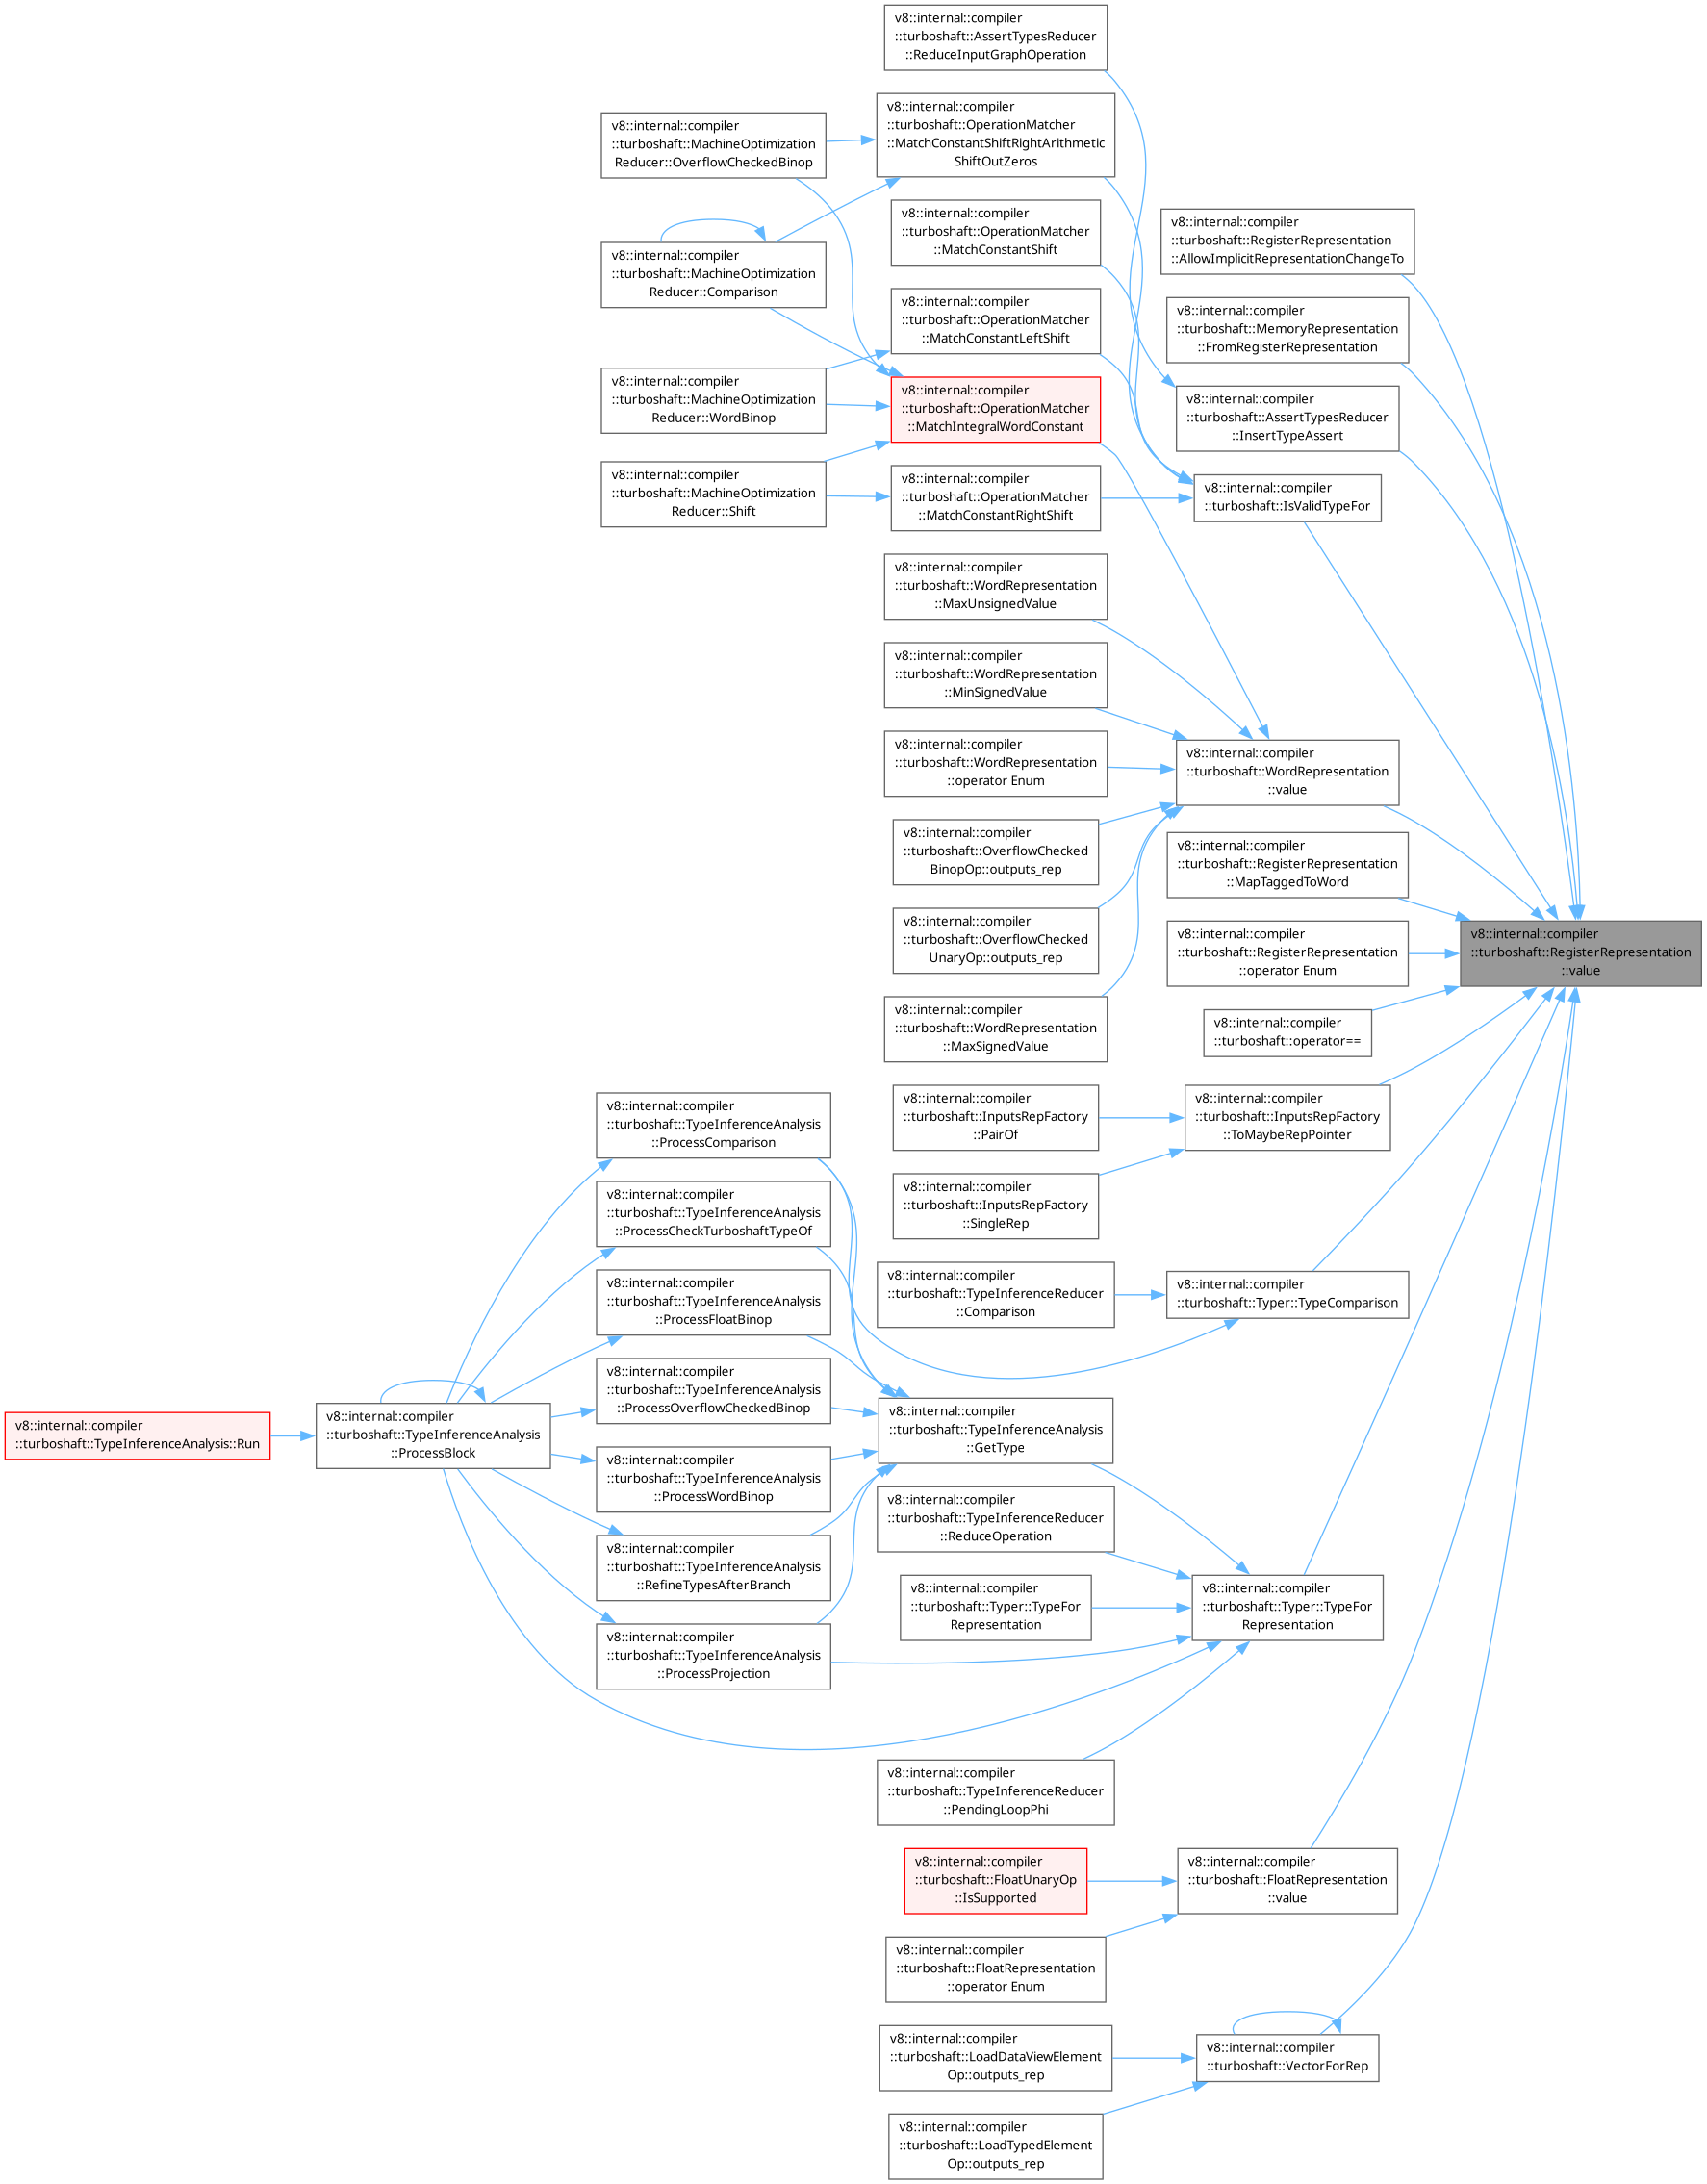 v8::internal::compiler
::turboshaft::AssertTypesReducer
::ReduceInputGraphOperation
v8::internal::compiler
::turboshaft::OperationMatcher
::MatchConstantShiftRightArithmetic
ShiftOutZeros
v8::internal::compiler
::turboshaft::MachineOptimization
Reducer::OverflowCheckedBinop
v8::internal::compiler
::turboshaft::OperationMatcher
::MatchConstantShift
v8::internal::compiler
::turboshaft::RegisterRepresentation
::AllowImplicitRepresentationChangeTo
v8::internal::compiler
::turboshaft::MachineOptimization
Reducer::Comparison
v8::internal::compiler
::turboshaft::OperationMatcher
::MatchConstantLeftShift
v8::internal::compiler
::turboshaft::MemoryRepresentation
::FromRegisterRepresentation
v8::internal::compiler
::turboshaft::MachineOptimization
Reducer::WordBinop
v8::internal::compiler
::turboshaft::OperationMatcher
::MatchIntegralWordConstant
v8::internal::compiler
::turboshaft::AssertTypesReducer
::InsertTypeAssert
v8::internal::compiler
::turboshaft::MachineOptimization
Reducer::Shift
v8::internal::compiler
::turboshaft::OperationMatcher
::MatchConstantRightShift
v8::internal::compiler
::turboshaft::IsValidTypeFor
v8::internal::compiler
::turboshaft::WordRepresentation
::MaxUnsignedValue
v8::internal::compiler
::turboshaft::WordRepresentation
::MinSignedValue
v8::internal::compiler
::turboshaft::WordRepresentation
::operator Enum
v8::internal::compiler
::turboshaft::WordRepresentation
::value
v8::internal::compiler
::turboshaft::OverflowChecked
BinopOp::outputs_rep
v8::internal::compiler
::turboshaft::RegisterRepresentation
::MapTaggedToWord
v8::internal::compiler
::turboshaft::OverflowChecked
UnaryOp::outputs_rep
v8::internal::compiler
::turboshaft::RegisterRepresentation
::operator Enum
v8::internal::compiler
::turboshaft::RegisterRepresentation
::value
v8::internal::compiler
::turboshaft::WordRepresentation
::MaxSignedValue
v8::internal::compiler
::turboshaft::operator==
v8::internal::compiler
::turboshaft::TypeInferenceAnalysis
::ProcessComparison
v8::internal::compiler
::turboshaft::InputsRepFactory
::PairOf
v8::internal::compiler
::turboshaft::InputsRepFactory
::ToMaybeRepPointer
v8::internal::compiler
::turboshaft::TypeInferenceAnalysis
::ProcessCheckTurboshaftTypeOf
v8::internal::compiler
::turboshaft::InputsRepFactory
::SingleRep
v8::internal::compiler
::turboshaft::TypeInferenceAnalysis
::ProcessFloatBinop
v8::internal::compiler
::turboshaft::TypeInferenceReducer
::Comparison
v8::internal::compiler
::turboshaft::Typer::TypeComparison
v8::internal::compiler
::turboshaft::TypeInferenceAnalysis
::ProcessOverflowCheckedBinop
v8::internal::compiler
::turboshaft::TypeInferenceAnalysis::Run
v8::internal::compiler
::turboshaft::TypeInferenceAnalysis
::ProcessBlock
v8::internal::compiler
::turboshaft::TypeInferenceAnalysis
::GetType
v8::internal::compiler
::turboshaft::TypeInferenceAnalysis
::ProcessWordBinop
v8::internal::compiler
::turboshaft::TypeInferenceReducer
::ReduceOperation
v8::internal::compiler
::turboshaft::TypeInferenceAnalysis
::RefineTypesAfterBranch
v8::internal::compiler
::turboshaft::Typer::TypeFor
Representation
v8::internal::compiler
::turboshaft::Typer::TypeFor
Representation
v8::internal::compiler
::turboshaft::TypeInferenceAnalysis
::ProcessProjection
v8::internal::compiler
::turboshaft::TypeInferenceReducer
::PendingLoopPhi
v8::internal::compiler
::turboshaft::FloatUnaryOp
::IsSupported
v8::internal::compiler
::turboshaft::FloatRepresentation
::value
v8::internal::compiler
::turboshaft::FloatRepresentation
::operator Enum
v8::internal::compiler
::turboshaft::LoadDataViewElement
Op::outputs_rep
v8::internal::compiler
::turboshaft::VectorForRep
v8::internal::compiler
::turboshaft::LoadTypedElement
Op::outputs_rep